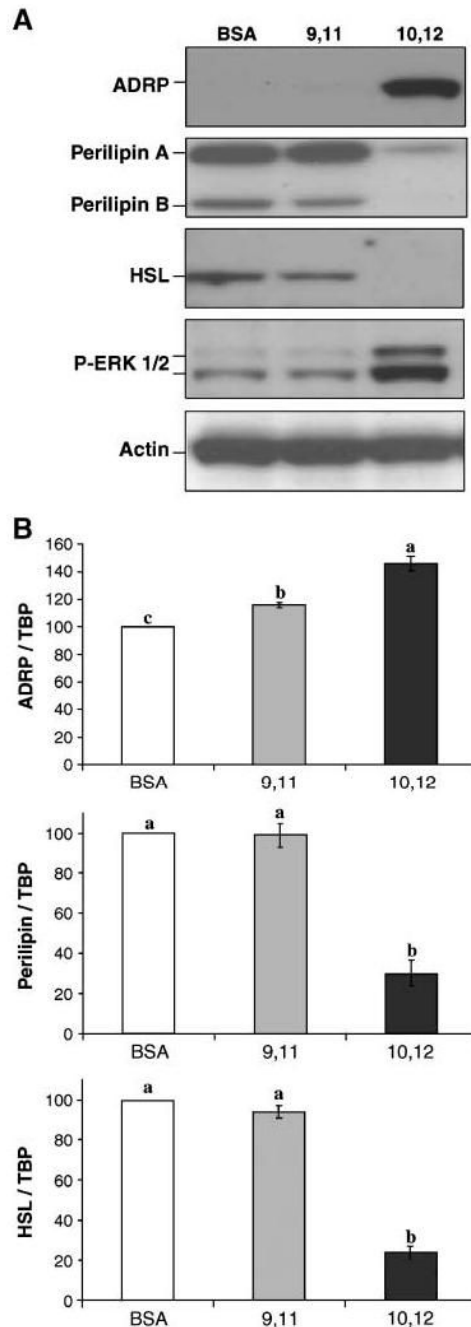 A
BSA 9,11 10,12
ADRP
Perilipin A
Perilipin B
HSL
P-ERK 1/2
Actin
B
ADRP / TBP
160
140
120
100
80
60
40
20
0
c
b
a
BSA 9,11 10,12
Perilipin / TBP
100
80
60
40
20
0
a
a
b
BSA 9,11 10,12
HSL / TBP
100
80
60
40
20
0
a
a
b
BSA 9,11 10,12